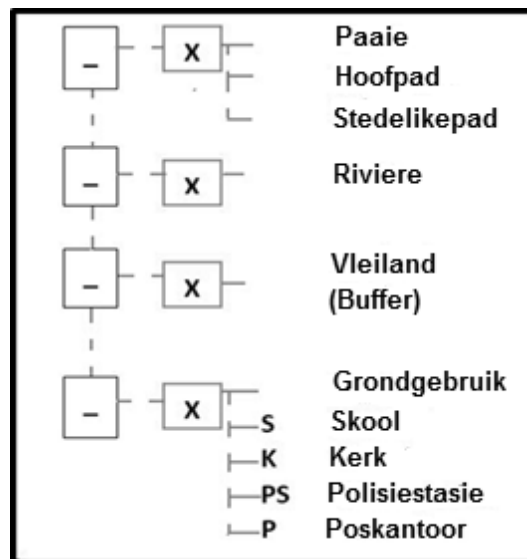 – X Paaie
Hoofpad
Stedelikepad
– X Riviere
– X Vleiland
(Buffer)
– X Grondgebruik
S Skool
K Kerk
PS Polisiestasie
P Poskantoor